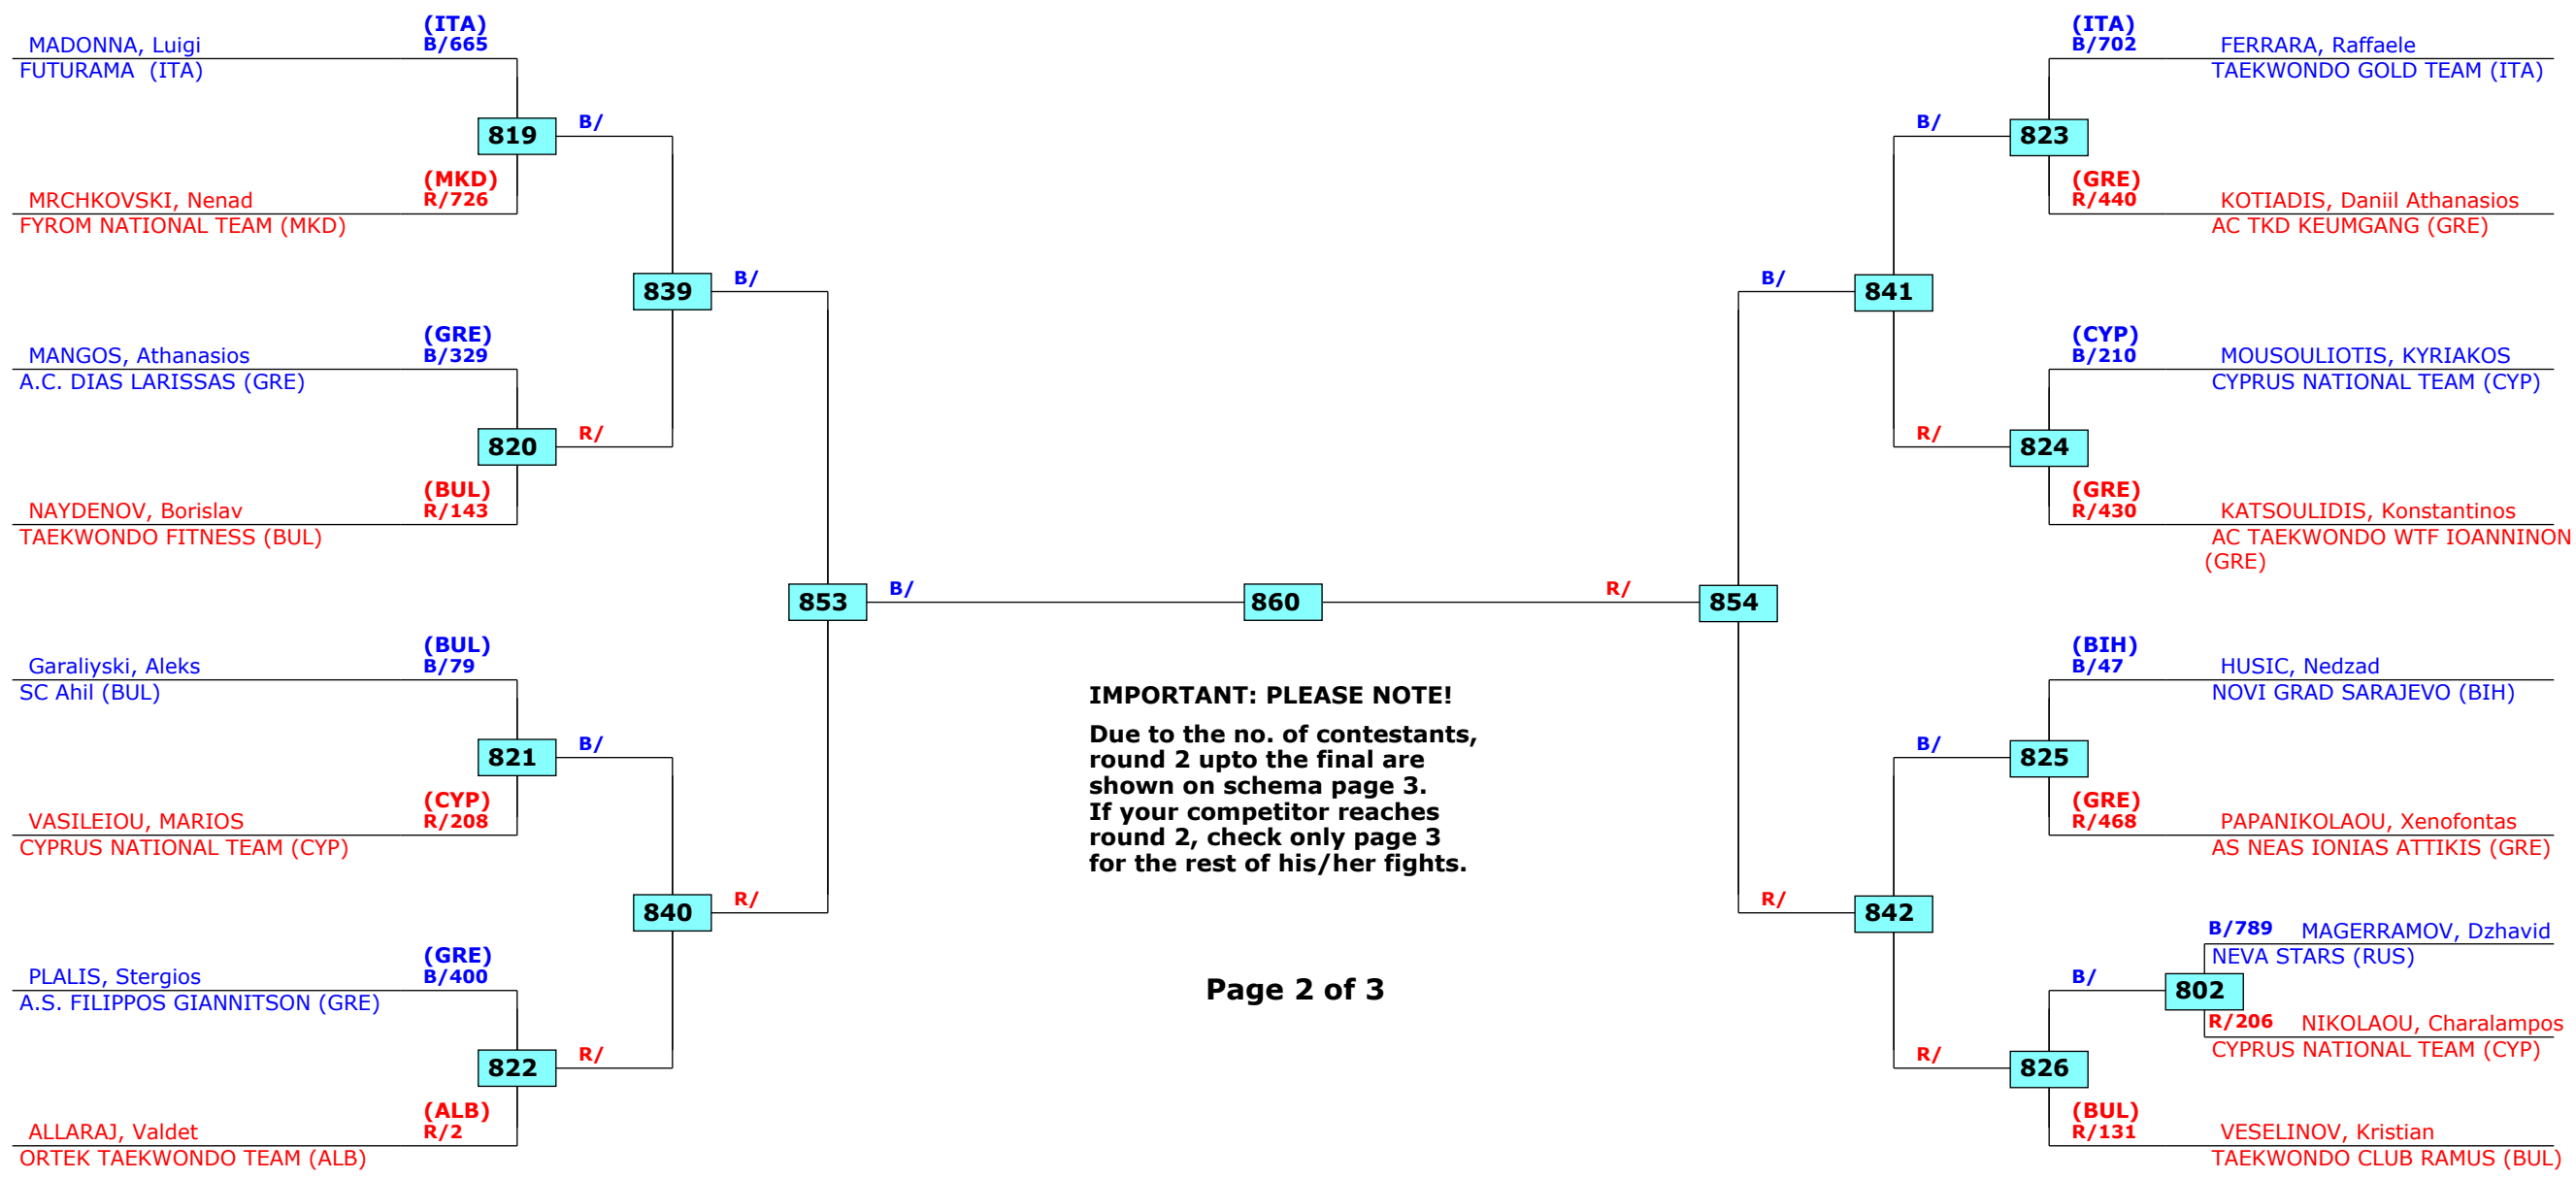 (ITA)
MADONNA, Luigi B/665
FUTURAMA (ITA)
819 B/
(MKD)
MRCHKOVSKI, Nenad R/726
FYROM NATIONAL TEAM (MKD)
839 B/
(GRE)
MANGOS, Athanasios B/329
A.C. DIAS LARISSAS (GRE)
820 R/
(BUL)
NAYDENOV, Borislav R/143
TAEKWONDO FITNESS (BUL)
853 B/
(BUL)
Garaliyski, Aleks B/79
SC Ahil (BUL)
821 B/
(CYP)
VASILEIOU, MARIOS R/208
CYPRUS NATIONAL TEAM (CYP)
840 R/
(GRE)
PLALIS, Stergios B/400
A.S. FILIPPOS GIANNITSON (GRE)
822 R/
(ALB)
ALLARAJ, Valdet R/2
ORTEK TAEKWONDO TEAM (ALB)
860
IMPORTANT: PLEASE NOTE!
Due to the no. of contestants,
round 2 upto the final are
shown on schema page 3.
If your competitor reaches
round 2, check only page 3
for the rest of his/her fights.
Page 2 of 3
(ITA)
B/702 FERRARA, Raffaele
TAEKWONDO GOLD TEAM (ITA)
B/ 823
(GRE)
R/440 KOTIADIS, Daniil Athanasios
AC TKD KEUMGANG (GRE)
B/ 841
(CYP)
B/210 MOUSOULIOTIS, KYRIAKOS
CYPRUS NATIONAL TEAM (CYP)
R/ 824
(GRE)
R/430 KATSOULIDIS, Konstantinos
AC TAEKWONDO WTF IOANNINON
(GRE)
R/ 854
(BIH)
B/47 HUSIC, Nedzad
NOVI GRAD SARAJEVO (BIH)
B/ 825
(GRE)
R/468 PAPANIKOLAOU, Xenofontas
AS NEAS IONIAS ATTIKIS (GRE)
R/ 842
B/789 MAGERRAMOV, Dzhavid
NEVA STARS (RUS)
B/ 802
R/206 NIKOLAOU, Charalampos
CYPRUS NATIONAL TEAM (CYP)
R/ 826
(BUL)
R/131 VESELINOV, Kristian
TAEKWONDO CLUB RAMUS (BUL)